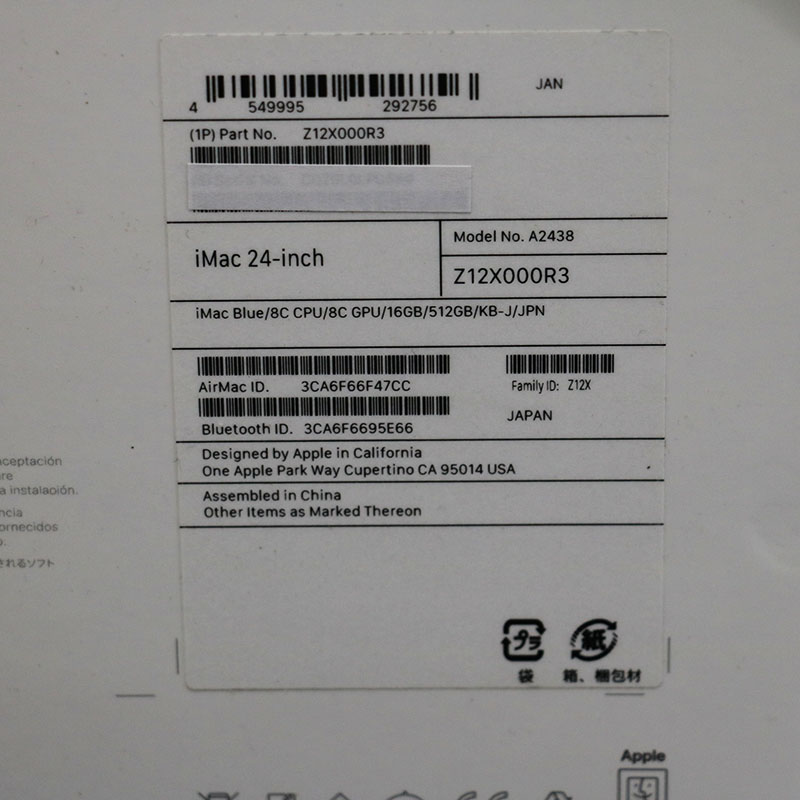 JAN
4 549995 292756
(1P) Part No. Z12X000R3
iMac 24-inch
Model No. A2438
Z12X000R3
iMac Blue/8C CPU/8C GPU/16GB/512GB/KB-J/JPN
AirMac ID. 3CA6F66F47CC
Family ID: Z12X
Bluetooth ID. 3CA6F6695E66
JAPAN
Designed by Apple in California
One Apple Park Way Cupertino CA 95014 USA
Assembled in China
Other Items as Marked Thereon
ceptación
re
a instalación.
ncia
ornecidos
o.
されるソフト
プラ
紙
袋
箱、梱包材
Apple